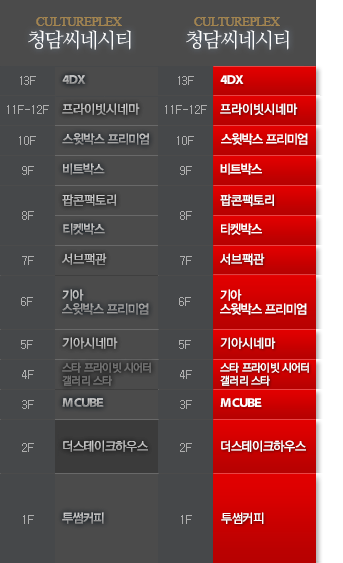 CULTUREPLEX
청담씨네시티
13F 4DX
11F-12F 프라이빗시네마
10F 스윗박스 프리미엄
9F 비트박스
8F 팝콘팩토리
티켓박스
7F 서브팩관
6F 기아
스윗박스 프리미엄
5F 기아시네마
4F 스타 프라이빗 시어터
갤러리 스타
3F M CUBE
2F 더스테이크하우스
1F 투썸커피
CULTUREPLEX
청담씨네시티
13F 4DX
11F-12F 프라이빗시네마
10F 스윗박스 프리미엄
9F 비트박스
8F 팝콘팩토리
티켓박스
7F 서브팩관
6F 기아
스윗박스 프리미엄
5F 기아시네마
4F 스타 프라이빗 시어터
갤러리 스타
3F M CUBE
2F 더스테이크하우스
1F 투썸커피